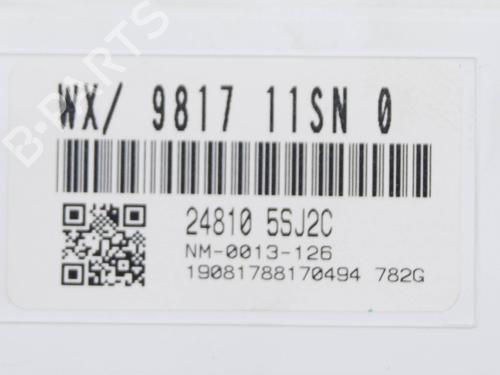 WX/ 9817 11SN 0
24810 5SJ2C
NM-0013-126
19081788170494 782G
B-PARTS